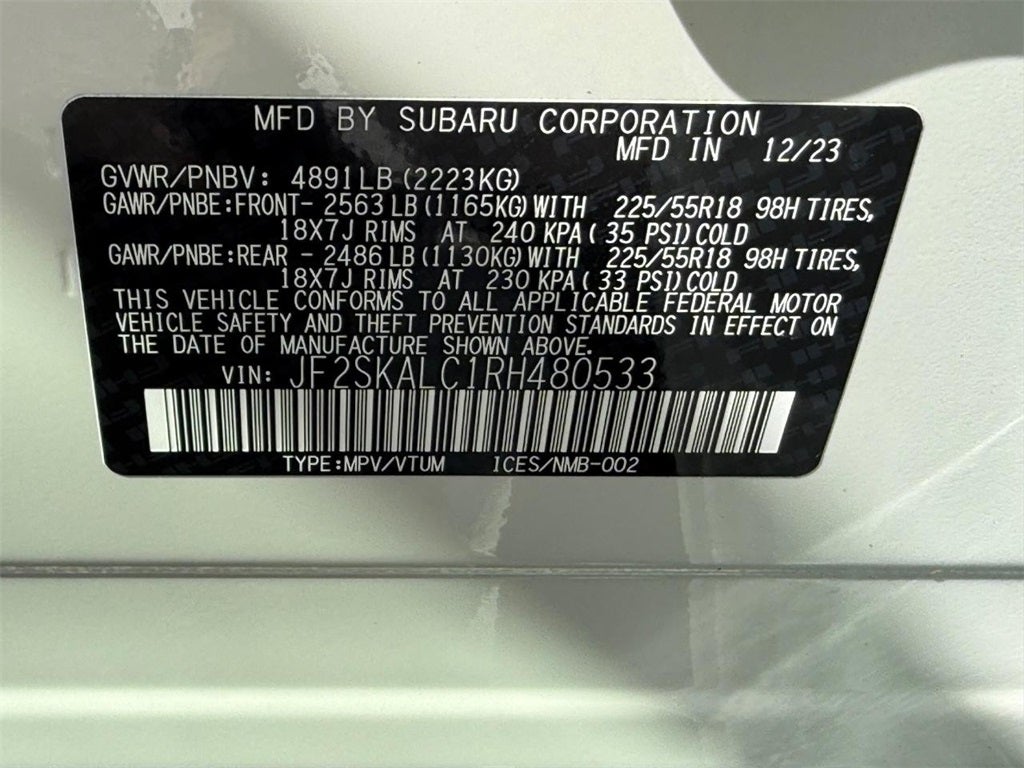 MFD BY SUBARU CORPORATION
MFD IN 12/23
GVWR/PNBV: 4891LB (2223KG)
GAWR/PNBE:FRONT- 2563 LB (1165KG) WITH 225/55R18 98H TIRES,
18X7J RIMS AT 240 KPA ( 35 PSI) COLD
GAWR/PNBE:REAR - 2486 LB (1130KG) WITH 225/55R18 98H TIRES,
18X7J RIMS AT 230 KPA ( 33 PSI) COLD
THIS VEHICLE CONFORMS TO ALL APPLICABLE FEDERAL MOTOR
VEHICLE SAFETY AND THEFT PREVENTION STANDARDS IN EFFECT ON
THE DATE OF MANUFACTURE SHOWN ABOVE.
VIN: JF2SKALC1RH480533
TYPE:MPV/VTUM ICES/NMB-002